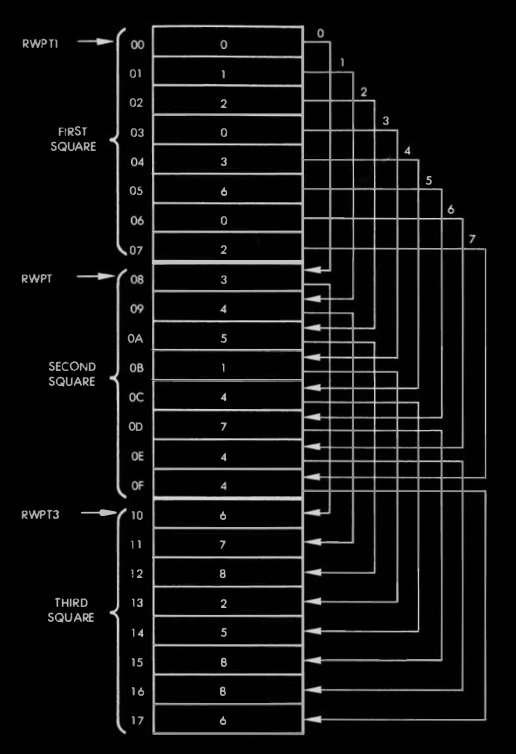 0
RWPT1 00 0
1
01 1
2
02 2
3
FIRST
SQUARE
03 0
4
04 3
5
05 6
6
06 0
7
07 2
RWPT 08 3
09 4
0A 5
SECOND
SQUARE
0B 1
0C 4
0D 7
0E 4
0F 4
RWPT3 10 6
11 7
12 8
THIRD
SQUARE
13 2
14 5
15 8
16 8
17 6